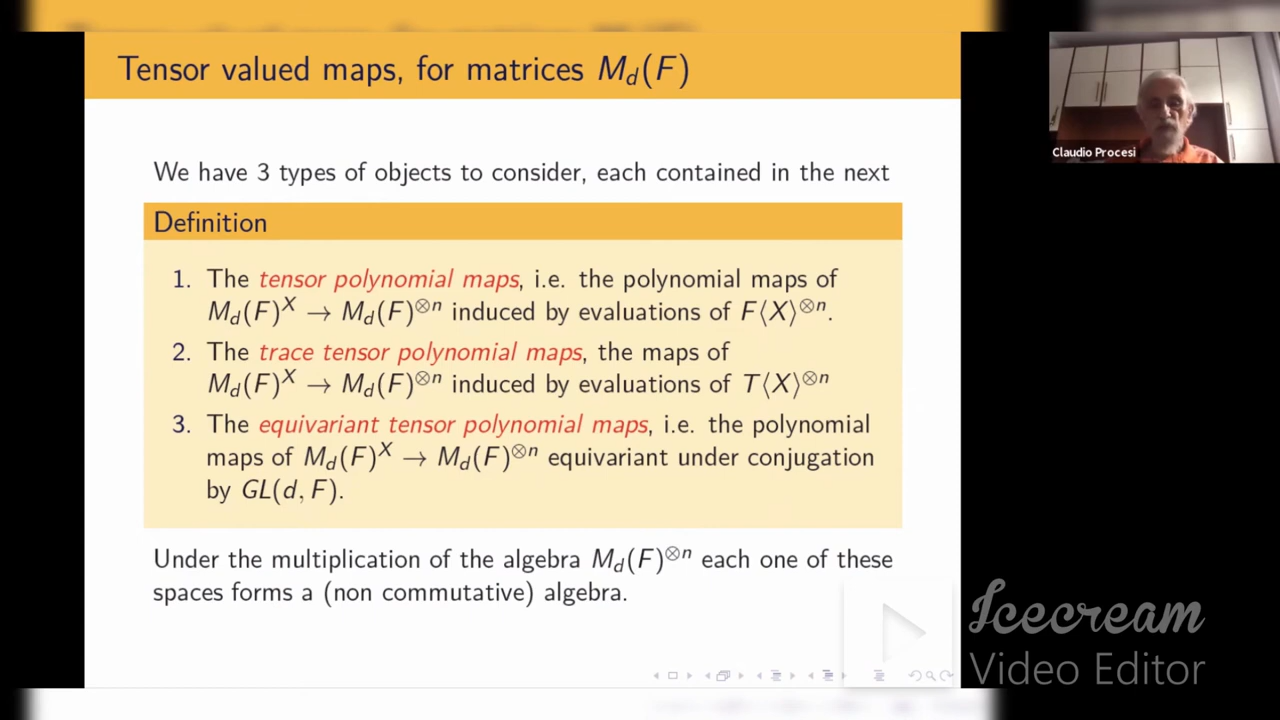 Tensor valued maps, for matrices M_d(F)
Claudio Procesi
We have 3 types of objects to consider, each contained in the next
Definition
1. The tensor polynomial maps, i.e. the polynomial maps of
M_d(F)^X → M_d(F)^{⊗n} induced by evaluations of F⟨X⟩^{⊗n}.
2. The trace tensor polynomial maps, the maps of
M_d(F)^X → M_d(F)^{⊗n} induced by evaluations of T⟨X⟩^{⊗n}
3. The equivariant tensor polynomial maps, i.e. the polynomial
maps of M_d(F)^X → M_d(F)^{⊗n} equivariant under conjugation
by GL(d, F).
Under the multiplication of the algebra M_d(F)^{⊗n} each one of these
spaces forms a (non commutative) algebra.
Icecream
Video Editor